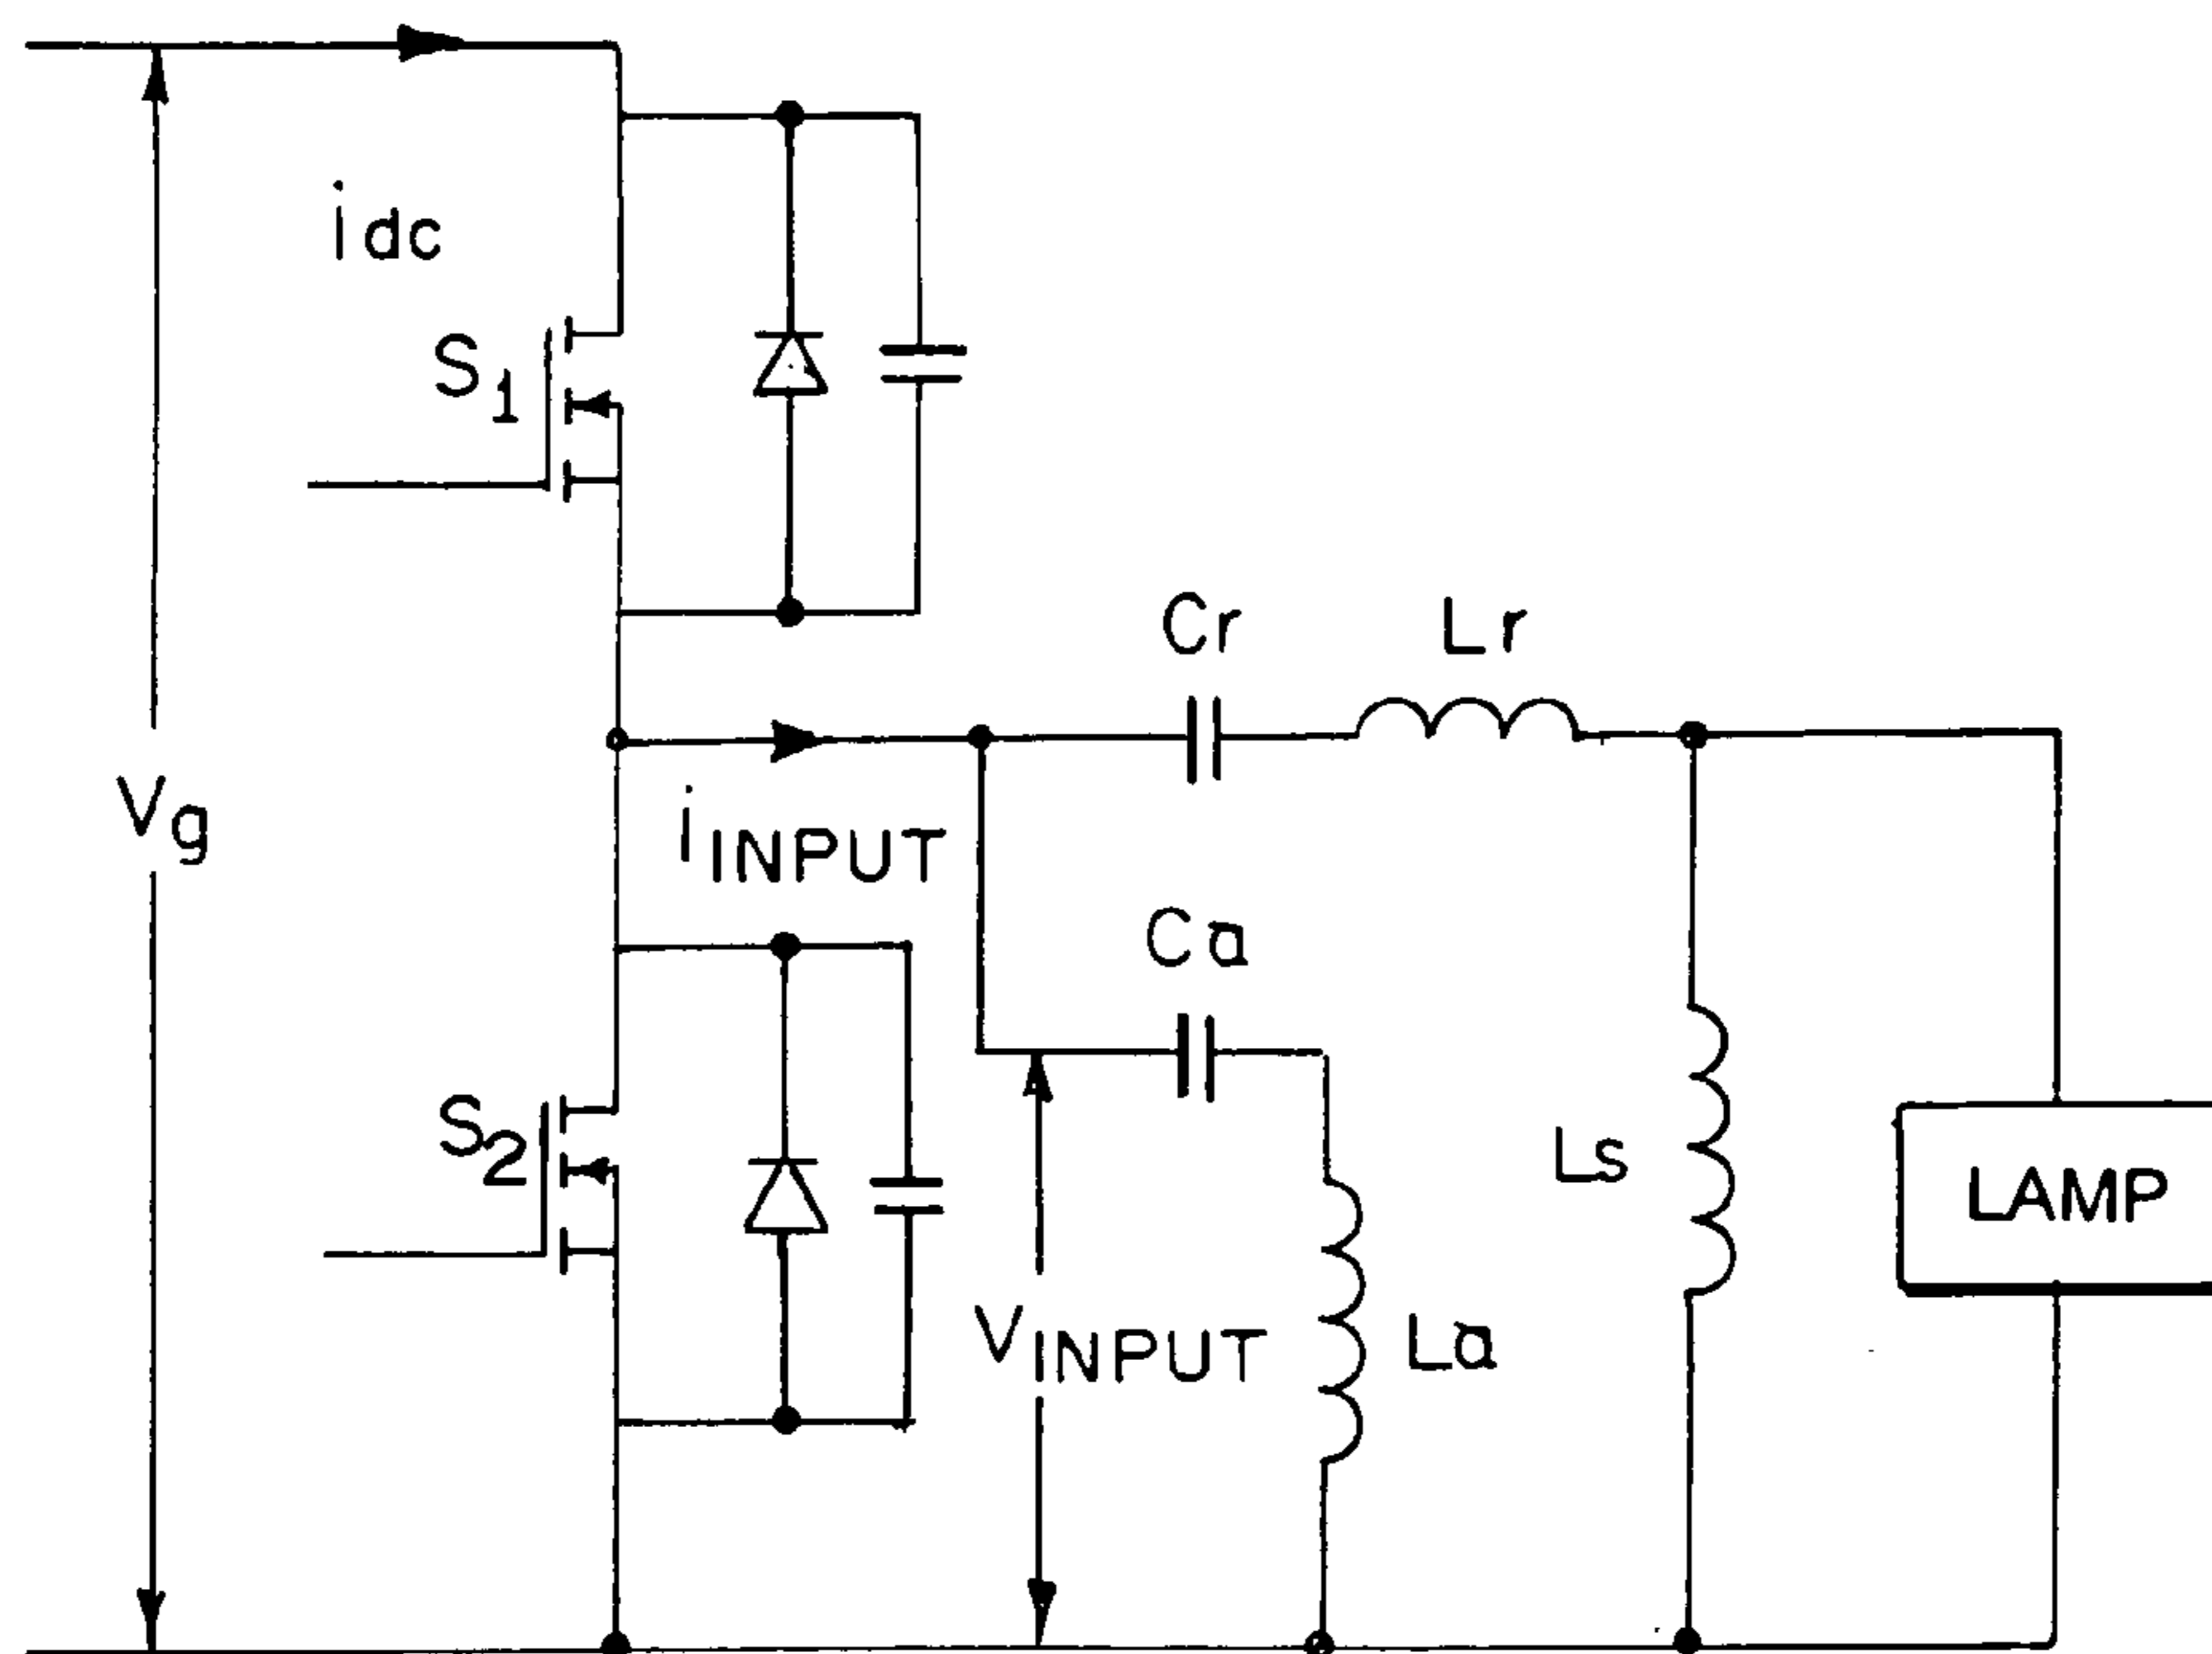 idc
S1
Cr
Lr
Vg
iINPUT
Ca
S2
Ls
LAMP
VINPUT
La